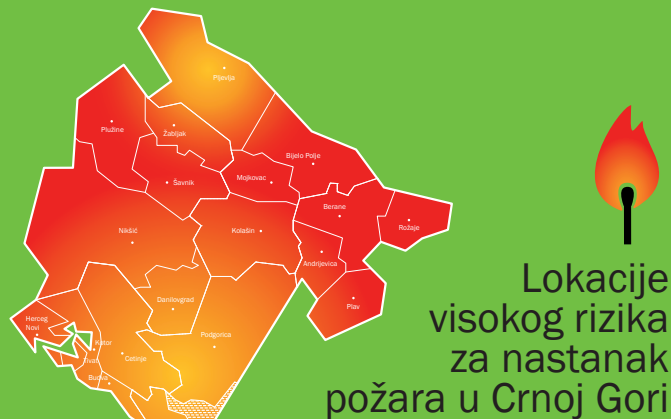 Pljevlja
Plužine
Žabljak
Bijelo Polje
Šavnik
Mojkovac
Berane
Rožaje
Nikšić
Kolašin
Andrijevica
Danilovgrad
Plav
Herceg
Novi
Kotor
Podgorica
Tivat
Cetinje
Budva
Lokacije
visokog rizika
za nastanak
požara u Crnoj Gori